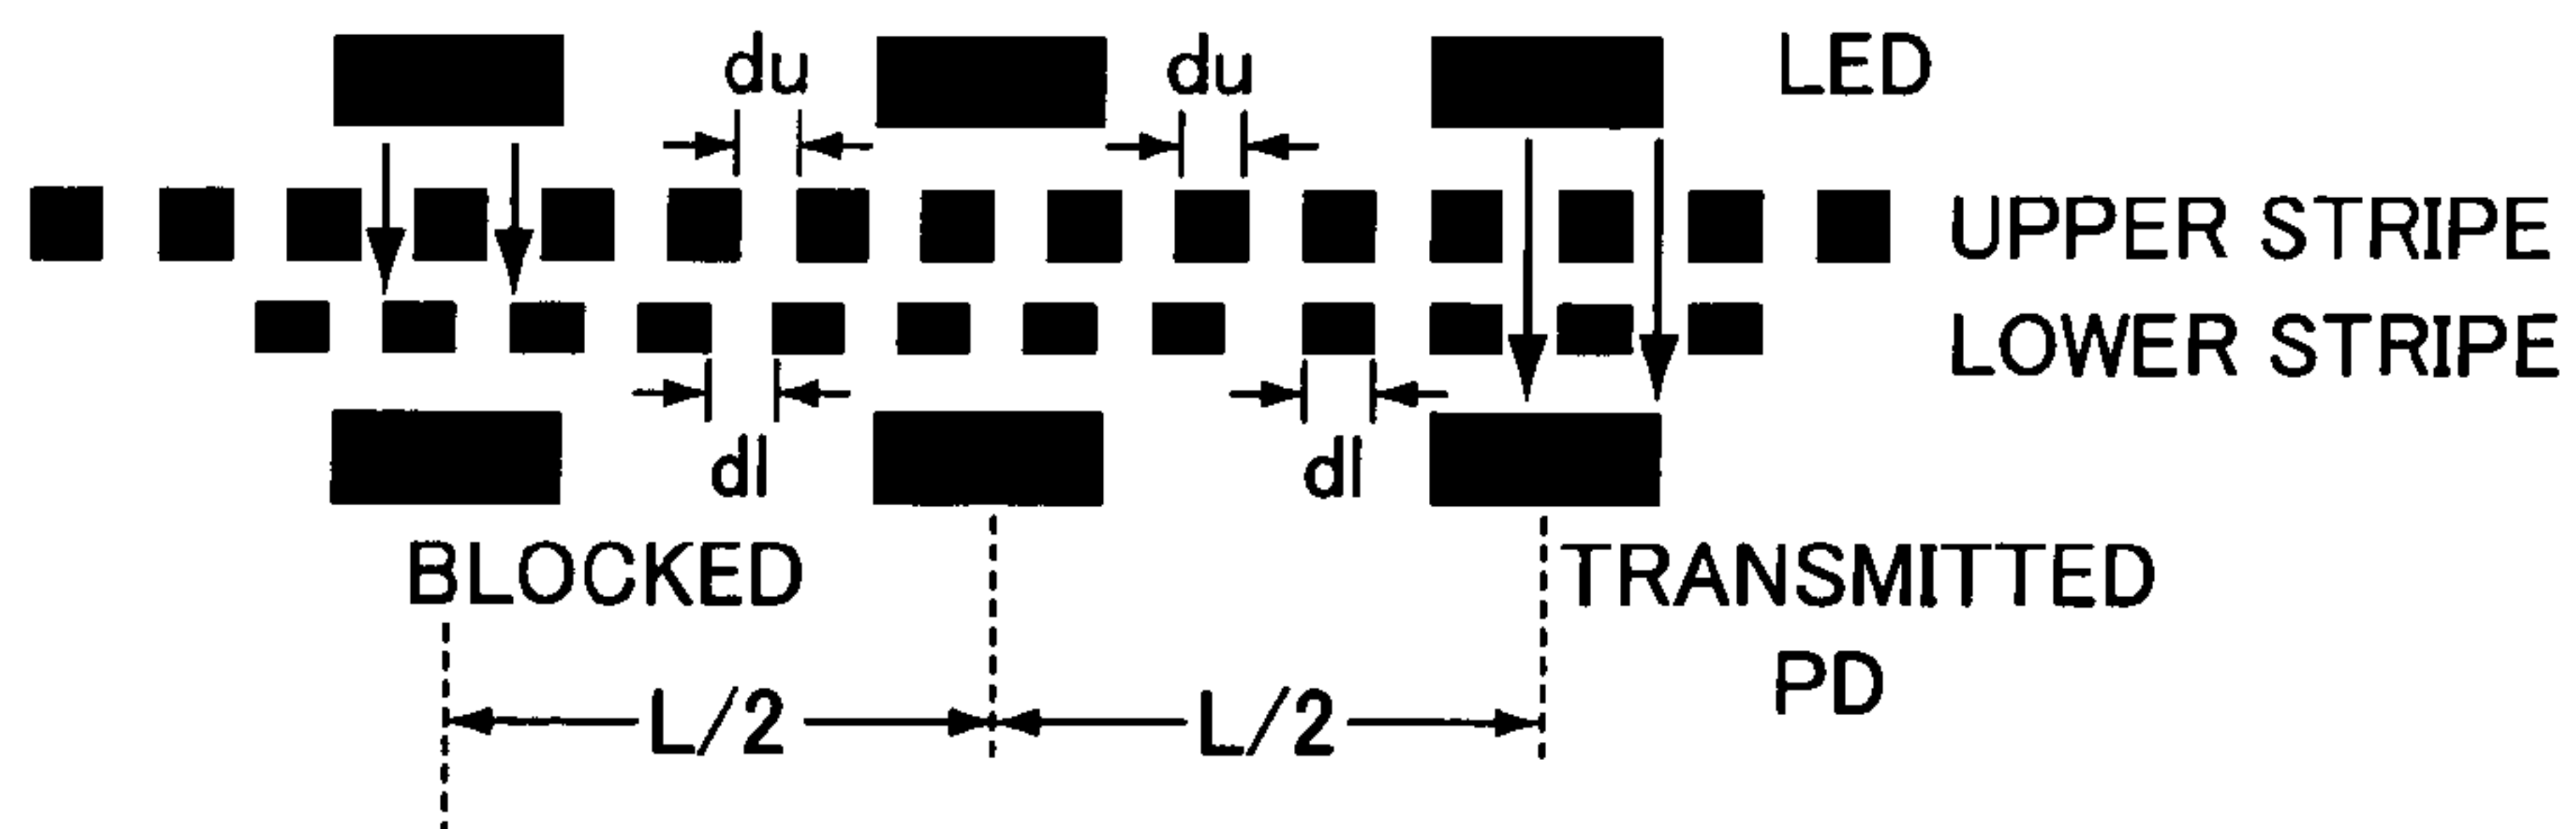 du
du
LED
UPPER STRIPE
LOWER STRIPE
dl
dl
BLOCKED
TRANSMITTED
PD
L/2
L/2